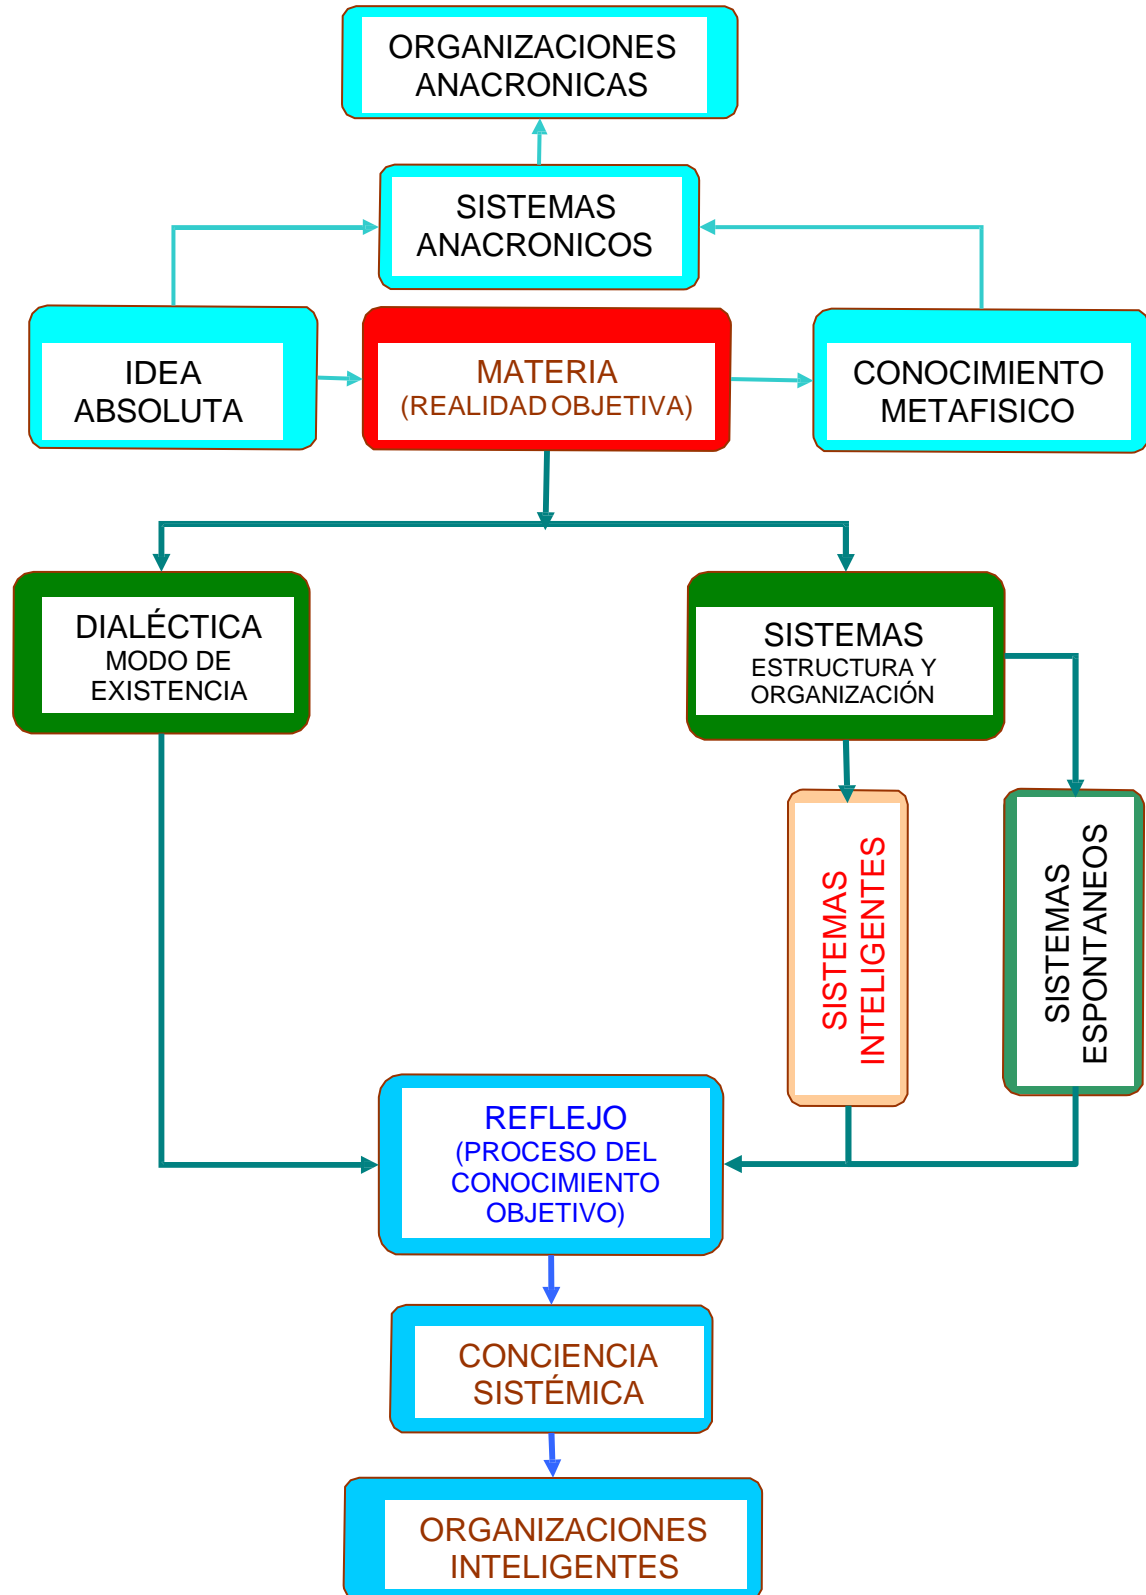 ORGANIZACIONES
ANACRONICAS
SISTEMAS
ANACRONICOS
IDEA
ABSOLUTA
MATERIA
(REALIDAD OBJETIVA)
CONOCIMIENTO
METAFISICO
DIALÉCTICA
MODO DE
EXISTENCIA
SISTEMAS
ESTRUCTURA Y
ORGANIZACIÓN
SISTEMAS
INTELIGENTES
SISTEMAS
ESPONTANEOS
REFLEJO
(PROCESO DEL
CONOCIMIENTO
OBJETIVO)
CONCIENCIA
SISTÉMICA
ORGANIZACIONES
INTELIGENTES